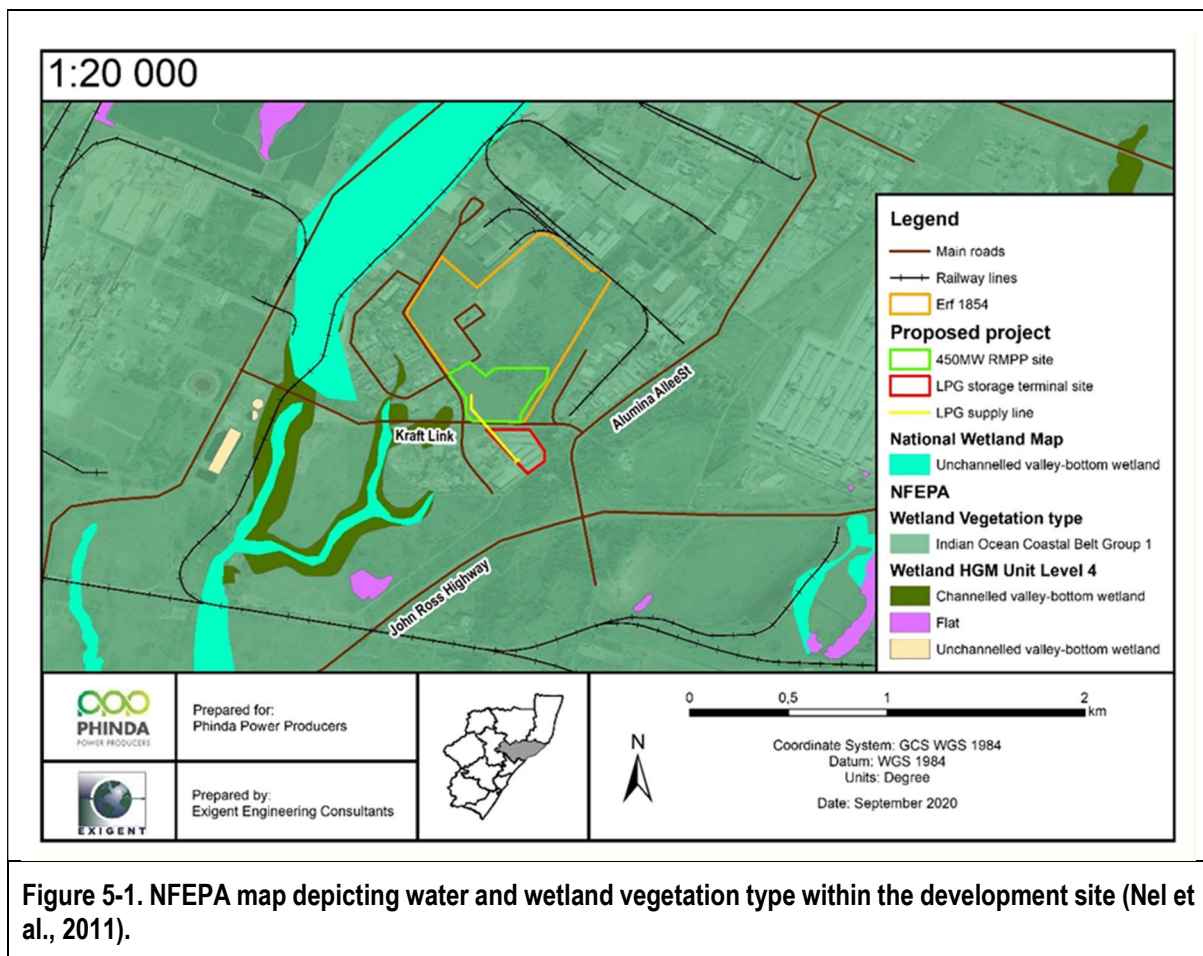 1:20 000
Kraft Link
Alumina AlleeSt
John Ross Highway
Legend
Main roads
Railway lines
Erf 1854
Proposed project
450MW RMPP site
LPG storage terminal site
LPG supply line
National Wetland Map
Unchannelled valley-bottom wetland
NFEPA
Wetland Vegetation type
Indian Ocean Coastal Belt Group 1
Wetland HGM Unit Level 4
Channelled valley-bottom wetland
Flat
Unchannelled valley-bottom wetland
PHINDA
POWER PRODUCERS
Prepared for:
Phinda Power Producers
EXIGENT
Prepared by:
Exigent Engineering Consultants
N
0 0,5 1 2
km
Coordinate System: GCS WGS 1984
Datum: WGS 1984
Units: Degree
Date: September 2020
Figure 5-1. NFEPA map depicting water and wetland vegetation type within the development site (Nel et
al., 2011).